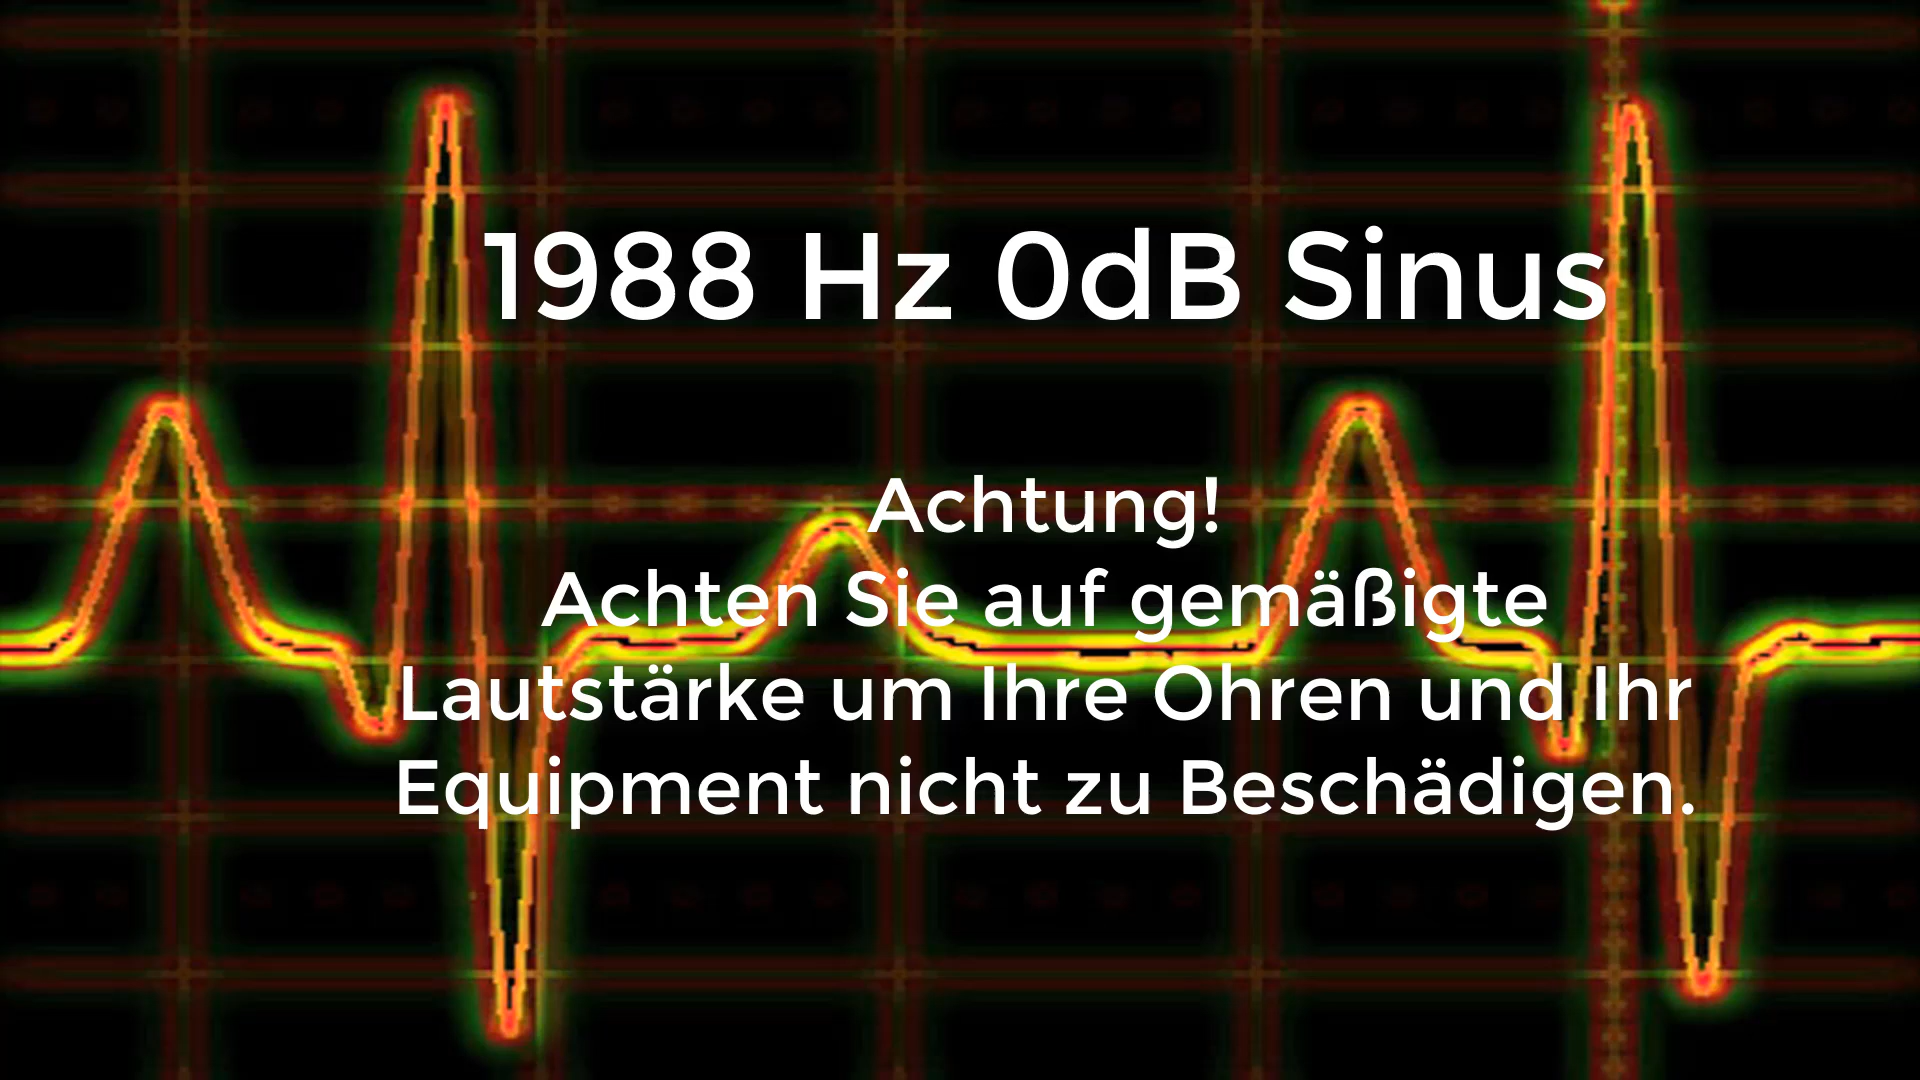 1988 Hz 0dB Sinus
Achtung!
Achten Sie auf gemäßigte
Lautstärke um Ihre Ohren und Ihr
Equipment nicht zu Beschädigen.